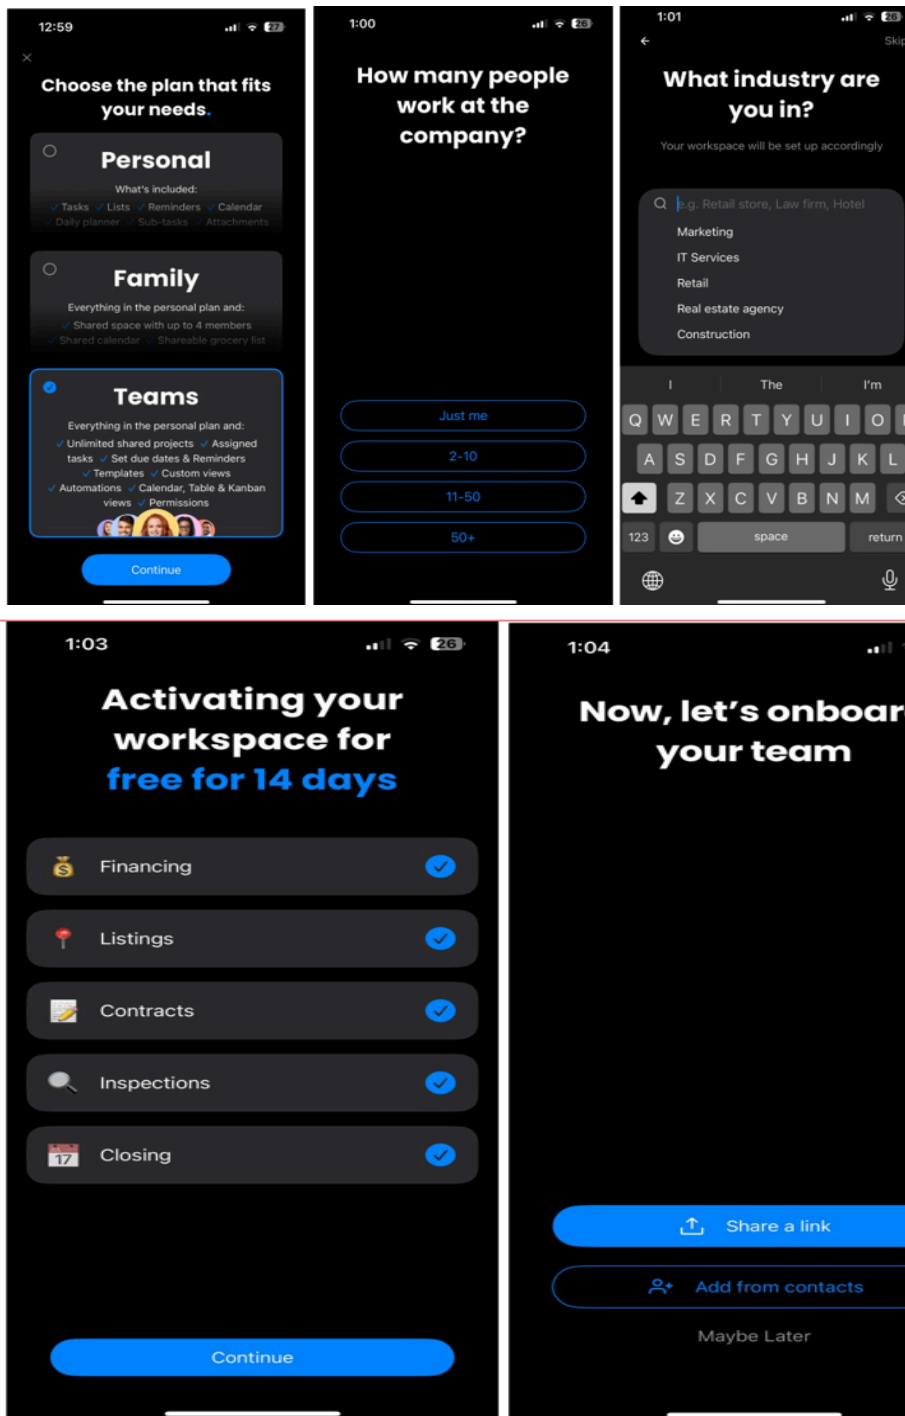 12:59
27
Choose the plan that fits
your needs.
Personal
What's included:
✓ Tasks ✓ Lists ✓ Reminders ✓ Calendar
✓ Daily planner ✓ Sub-tasks ✓ Attachments
Family
Everything in the personal plan and:
✓ Shared space with up to 4 members
✓ Shared calendar ✓ Shareable grocery list
Teams
Everything in the personal plan and:
✓ Unlimited shared projects ✓ Assigned
tasks ✓ Set due dates & Reminders
✓ Templates ✓ Custom views
✓ Automations ✓ Calendar, Table & Kanban
views ✓ Permissions
Continue
1:00
26
How many people
work at the
company?
Just me
2-10
11-50
50+
1:01
26
Skip
What industry are
you in?
Your workspace will be set up accordingly
e.g. Retail store, Law firm, Hotel
Marketing
IT Services
Retail
Real estate agency
Construction
I The I'm
Q W E R T Y U I O P
A S D F G H J K L
Z X C V B N M
123 space return
1:03
26
Activating your
workspace for
free for 14 days
Financing
Listings
Contracts
Inspections
17 Closing
Continue
1:04
Now, let's onboar
your team
Share a link
Add from contacts
Maybe Later